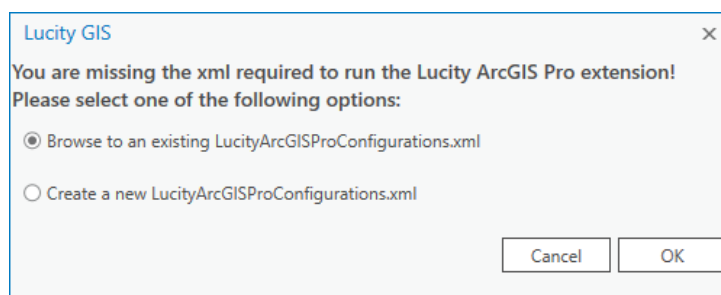 Lucity GIS
You are missing the xml required to run the Lucity ArcGIS Pro extension!
Please select one of the following options:
Browse to an existing LucityArcGISProConfigurations.xml
Create a new LucityArcGISProConfigurations.xml
Cancel OK